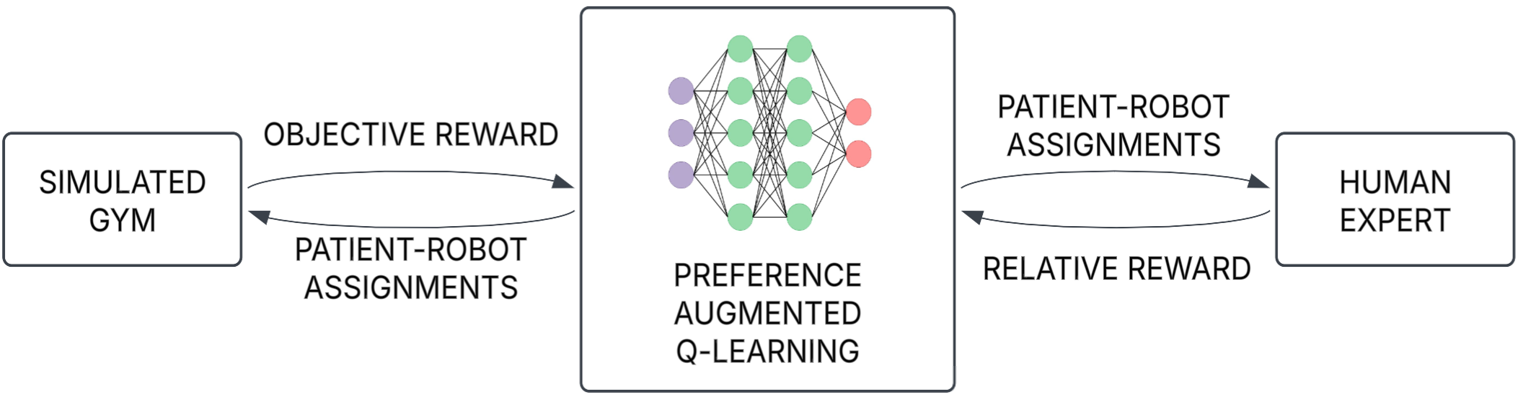 SIMULATED
GYM
OBJECTIVE REWARD
PATIENT-ROBOT
ASSIGNMENTS
PREFERENCE
AUGMENTED
Q-LEARNING
PATIENT-ROBOT
ASSIGNMENTS
RELATIVE REWARD
HUMAN
EXPERT